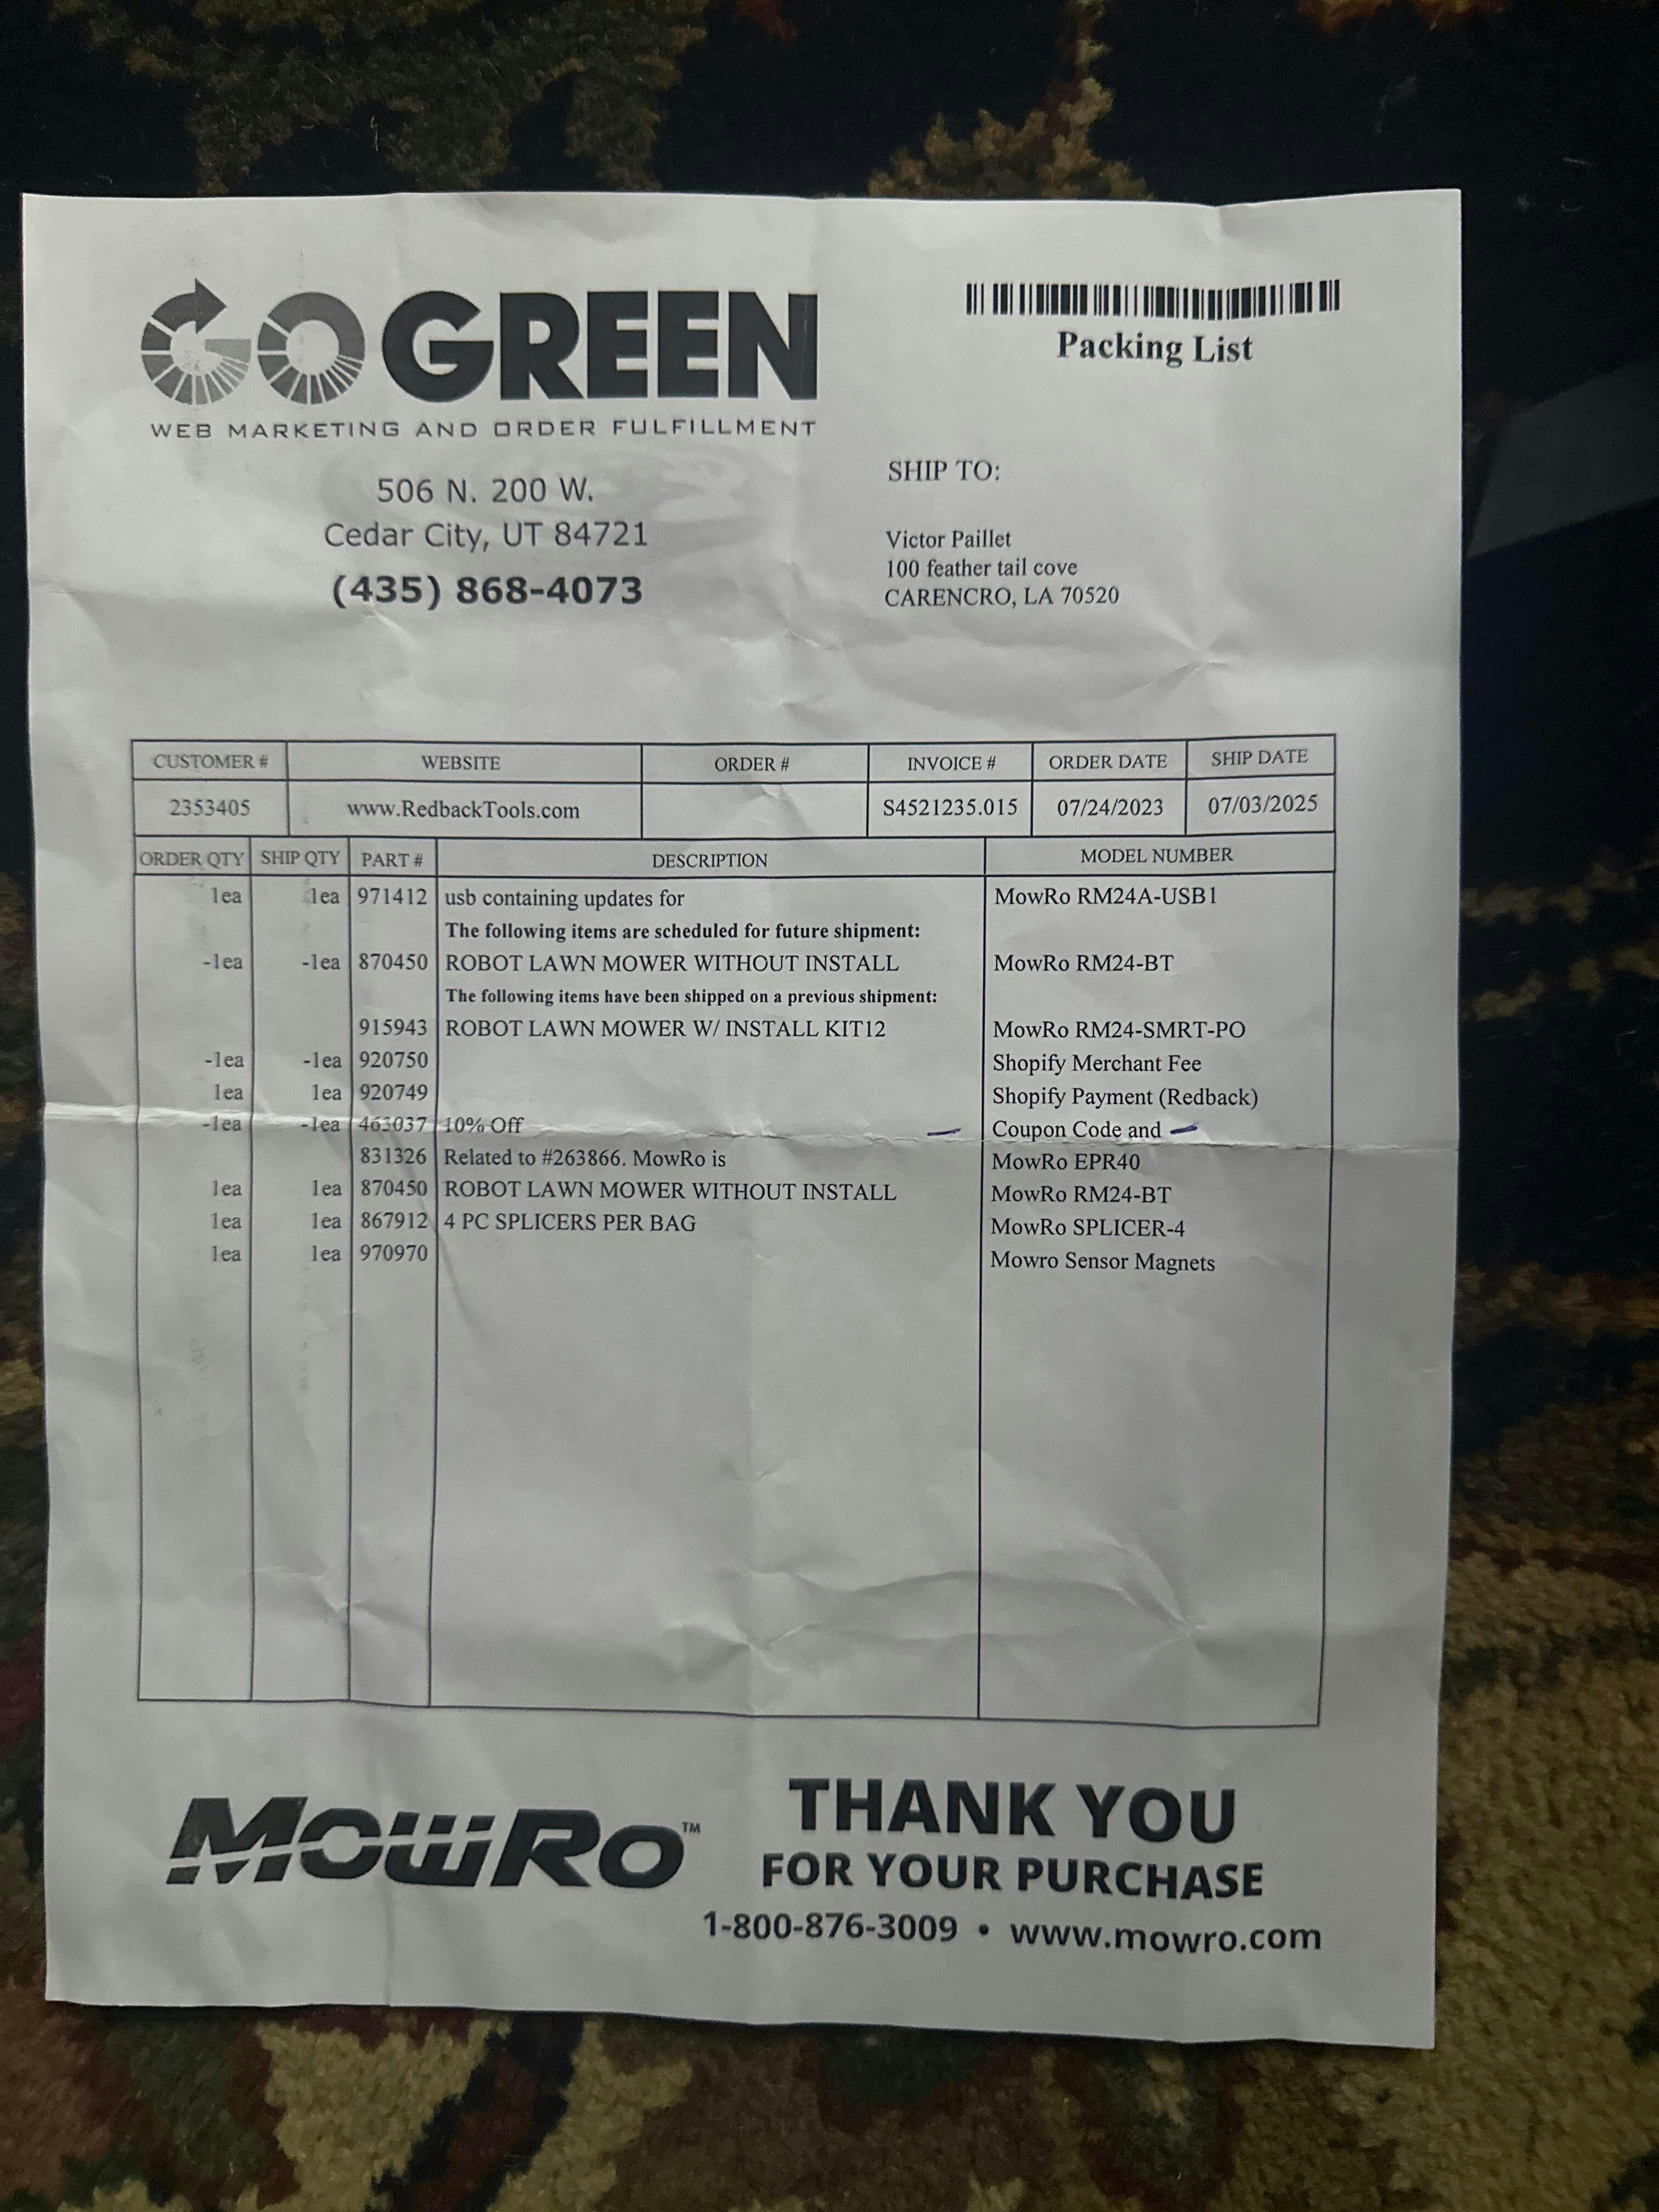 GO GREEN
WEB MARKETING AND ORDER FULFILLMENT
506 N. 200 W.
Cedar City, UT 84721
(435) 868-4073
Packing List
SHIP TO:
Victor Paillet
100 feather tail cove
CARENCRO, LA 70520
CUSTOMER # WEBSITE ORDER # INVOICE # ORDER DATE SHIP DATE
2353405 www.RedbackTools.com S4521235.015 07/24/2023 07/03/2025
ORDER QTY SHIP QTY PART # DESCRIPTION MODEL NUMBER
1ea 1ea 971412 usb containing updates for MowRo RM24A-USB1
The following items are scheduled for future shipment:
-1ea -1ea 870450 ROBOT LAWN MOWER WITHOUT INSTALL MowRo RM24-BT
The following items have been shipped on a previous shipment:
915943 ROBOT LAWN MOWER W/ INSTALL KIT12 MowRo RM24-SMRT-PO
-1ea -1ea 920750 Shopify Merchant Fee
1ea 1ea 920749 Shopify Payment (Redback)
-1ea -1ea 463037 10% Off Coupon Code and
831326 Related to #263866. MowRo is MowRo EPR40
1ea 1ea 870450 ROBOT LAWN MOWER WITHOUT INSTALL MowRo RM24-BT
1ea 1ea 867912 4 PC SPLICERS PER BAG MowRo SPLICER-4
1ea 1ea 970970 Mowro Sensor Magnets
MOWRO™
THANK YOU
FOR YOUR PURCHASE
1-800-876-3009 • www.mowro.com